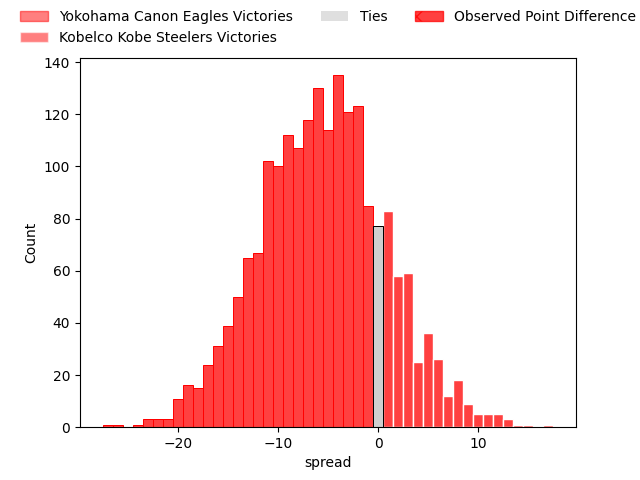 Yokohama Canon Eagles Victories
Ties
Observed Point Difference
Kobelco Kobe Steelers Victories
140
120
100
80
60
40
20
0
Count
−20
−10
0
10
spread